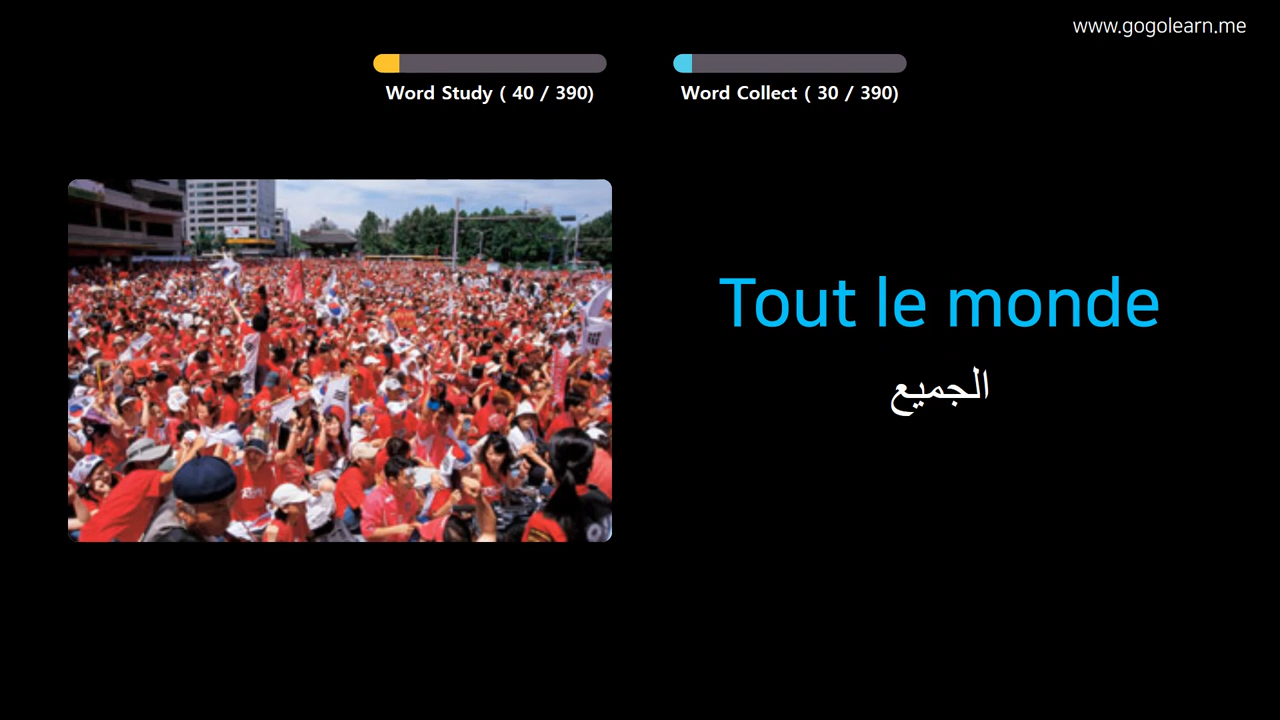 www.gogolearn.me
Word Study ( 40 / 390)
Word Collect ( 30 / 390)
Tout le monde
الجميع